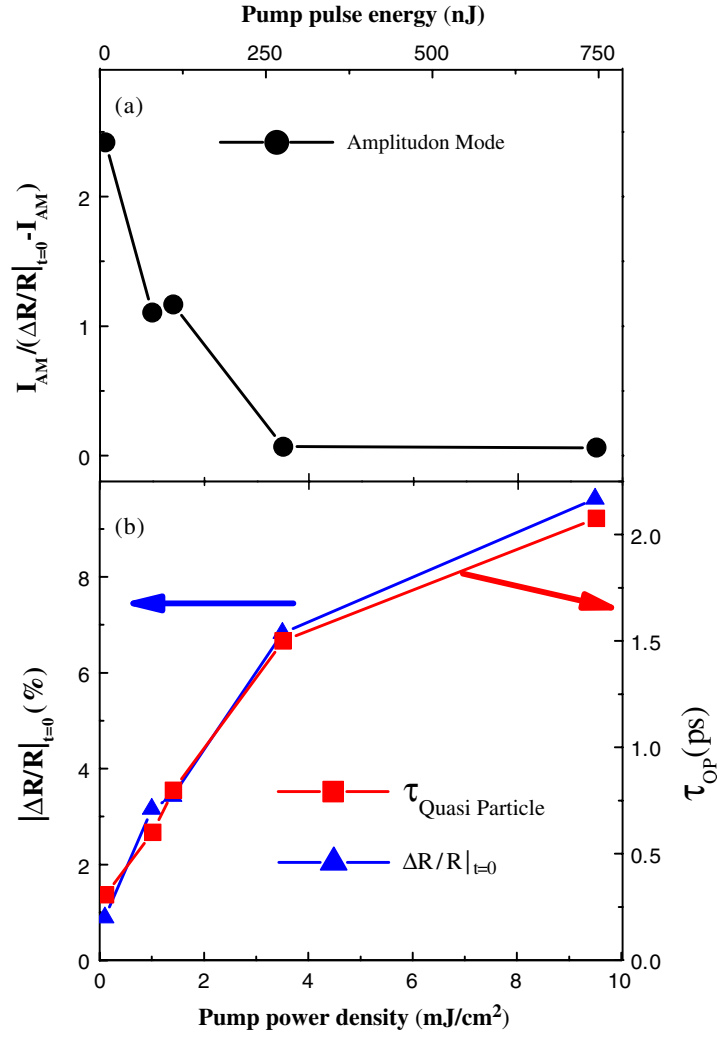 Pump pulse energy (nJ)
0 250 500 750
(a)
Amplitudon Mode
I_AM/(ΔR/R|_t=0-I_AM)
2
1
0
(b)
|ΔR/R|_t=0(%)
8
6
4
2
0
2.0
1.5
1.0
0.5
0.0
τ_OP(ps)
τ_Quasi Particle
ΔR/R|_t=0
0 2 4 6 8 10
Pump power density (mJ/cm²)